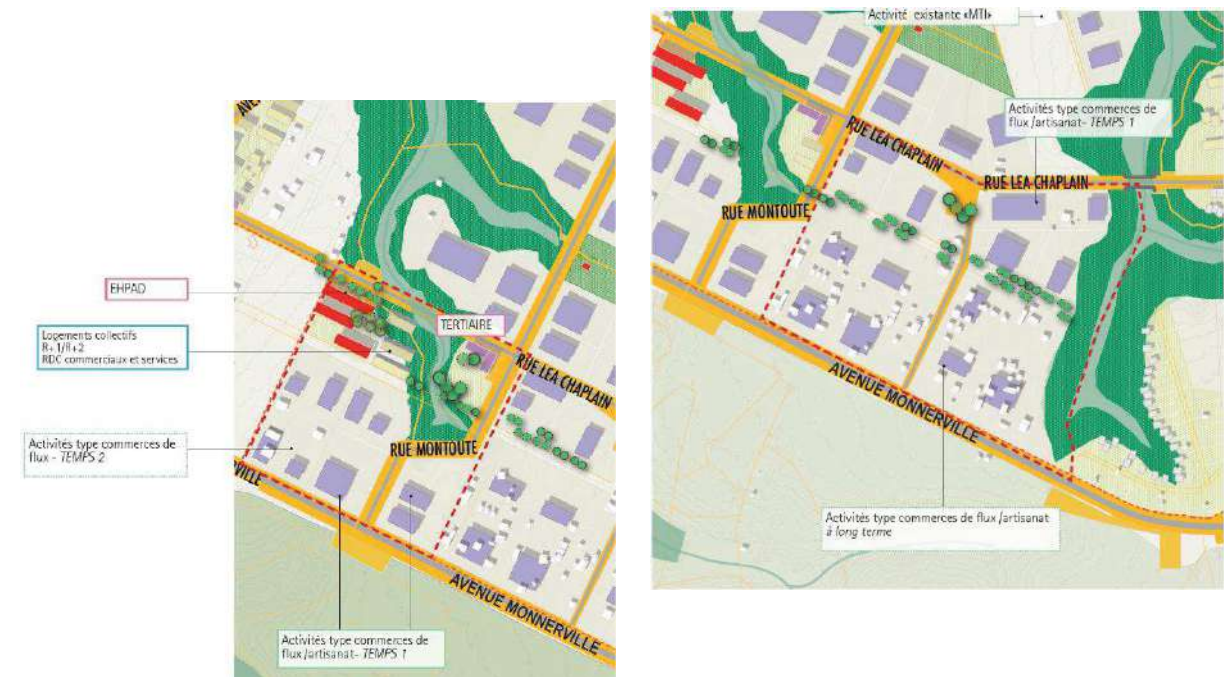 EHPAD
Logements collectifs
R+1/R+2
RDC commerciaux et services
Activités type commerces de
flux - TEMPS 2
TERTIAIRE
RUE LEA CHAPLAIN
RUE MONTOUTE
AVENUE MONNERVILLE
Activités type commerces de
flux /artisanat- TEMPS 1
Activité existante «MTI»
Activités type commerces de
flux /artisanat- TEMPS 1
RUE LEA CHAPLAIN
RUE LEA CHAPLAIN
RUE MONTOUTE
AVENUE MONNERVILLE
Activités type commerces de flux /artisanat
à long terme